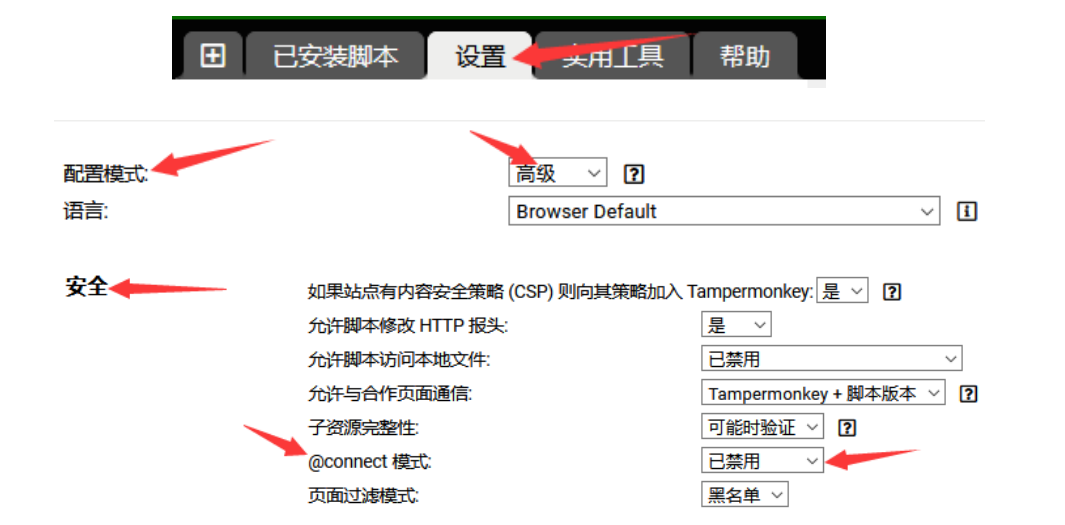 已安装脚本 设置 实用工具 帮助
配置模式: 高级 ?
语言: Browser Default i
安全
如果站点有内容安全策略 (CSP) 则向其策略加入 Tampermonkey: 是 ?
允许脚本修改 HTTP 报头: 是
允许脚本访问本地文件: 已禁用
允许与合作页面通信: Tampermonkey + 脚本版本 ?
子资源完整性: 可能时验证 ?
@connect 模式: 已禁用
页面过滤模式: 黑名单